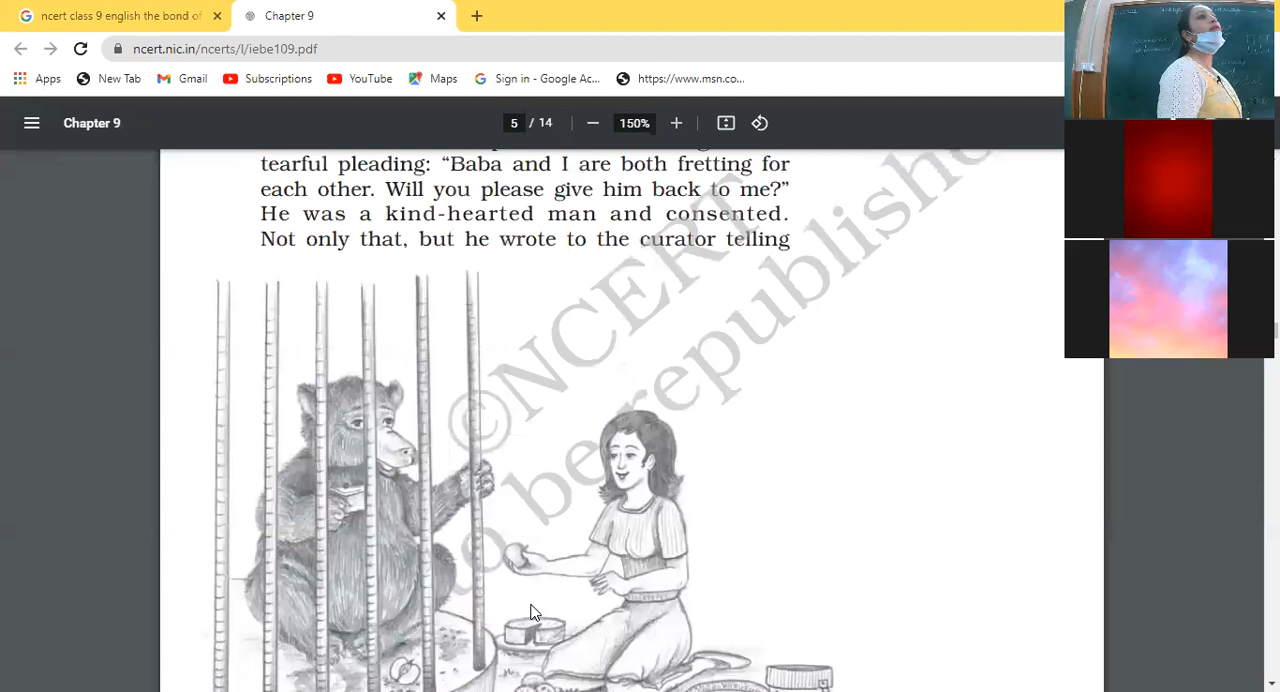 ncert class 9 english the bond of
Chapter 9
ncert.nic.in/ncerts/l/iebe109.pdf
Apps
New Tab
Gmail
Subscriptions
YouTube
Maps
Sign in - Google Ac...
https://www.msn.co...
Chapter 9
5 / 14
150%
tearful pleading: “Baba and I are both fretting for
each other. Will you please give him back to me?”
He was a kind-hearted man and consented.
Not only that, but he wrote to the curator telling
©NCERT
to be republished